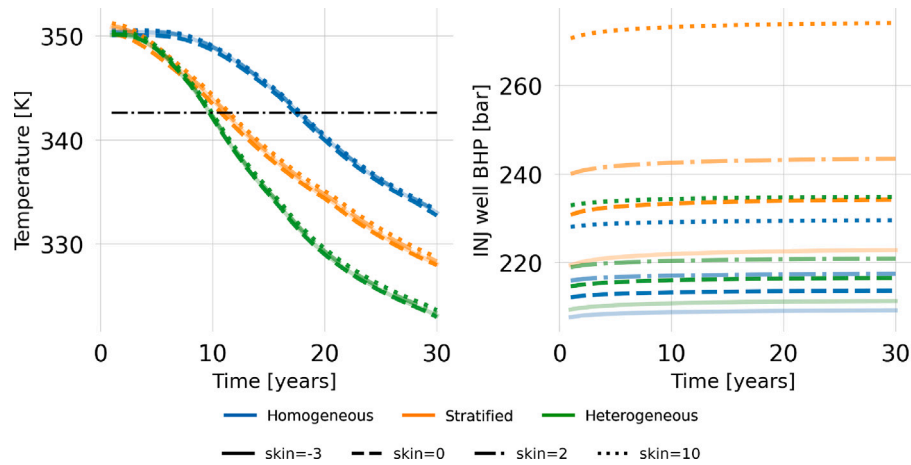 350
340
330
Temperature [K]
0
10
20
30
Time [years]
260
240
220
INJ well BHP [bar]
0
10
20
30
Time [years]
Homogeneous
Stratified
Heterogeneous
skin=-3
skin=0
skin=2
skin=10